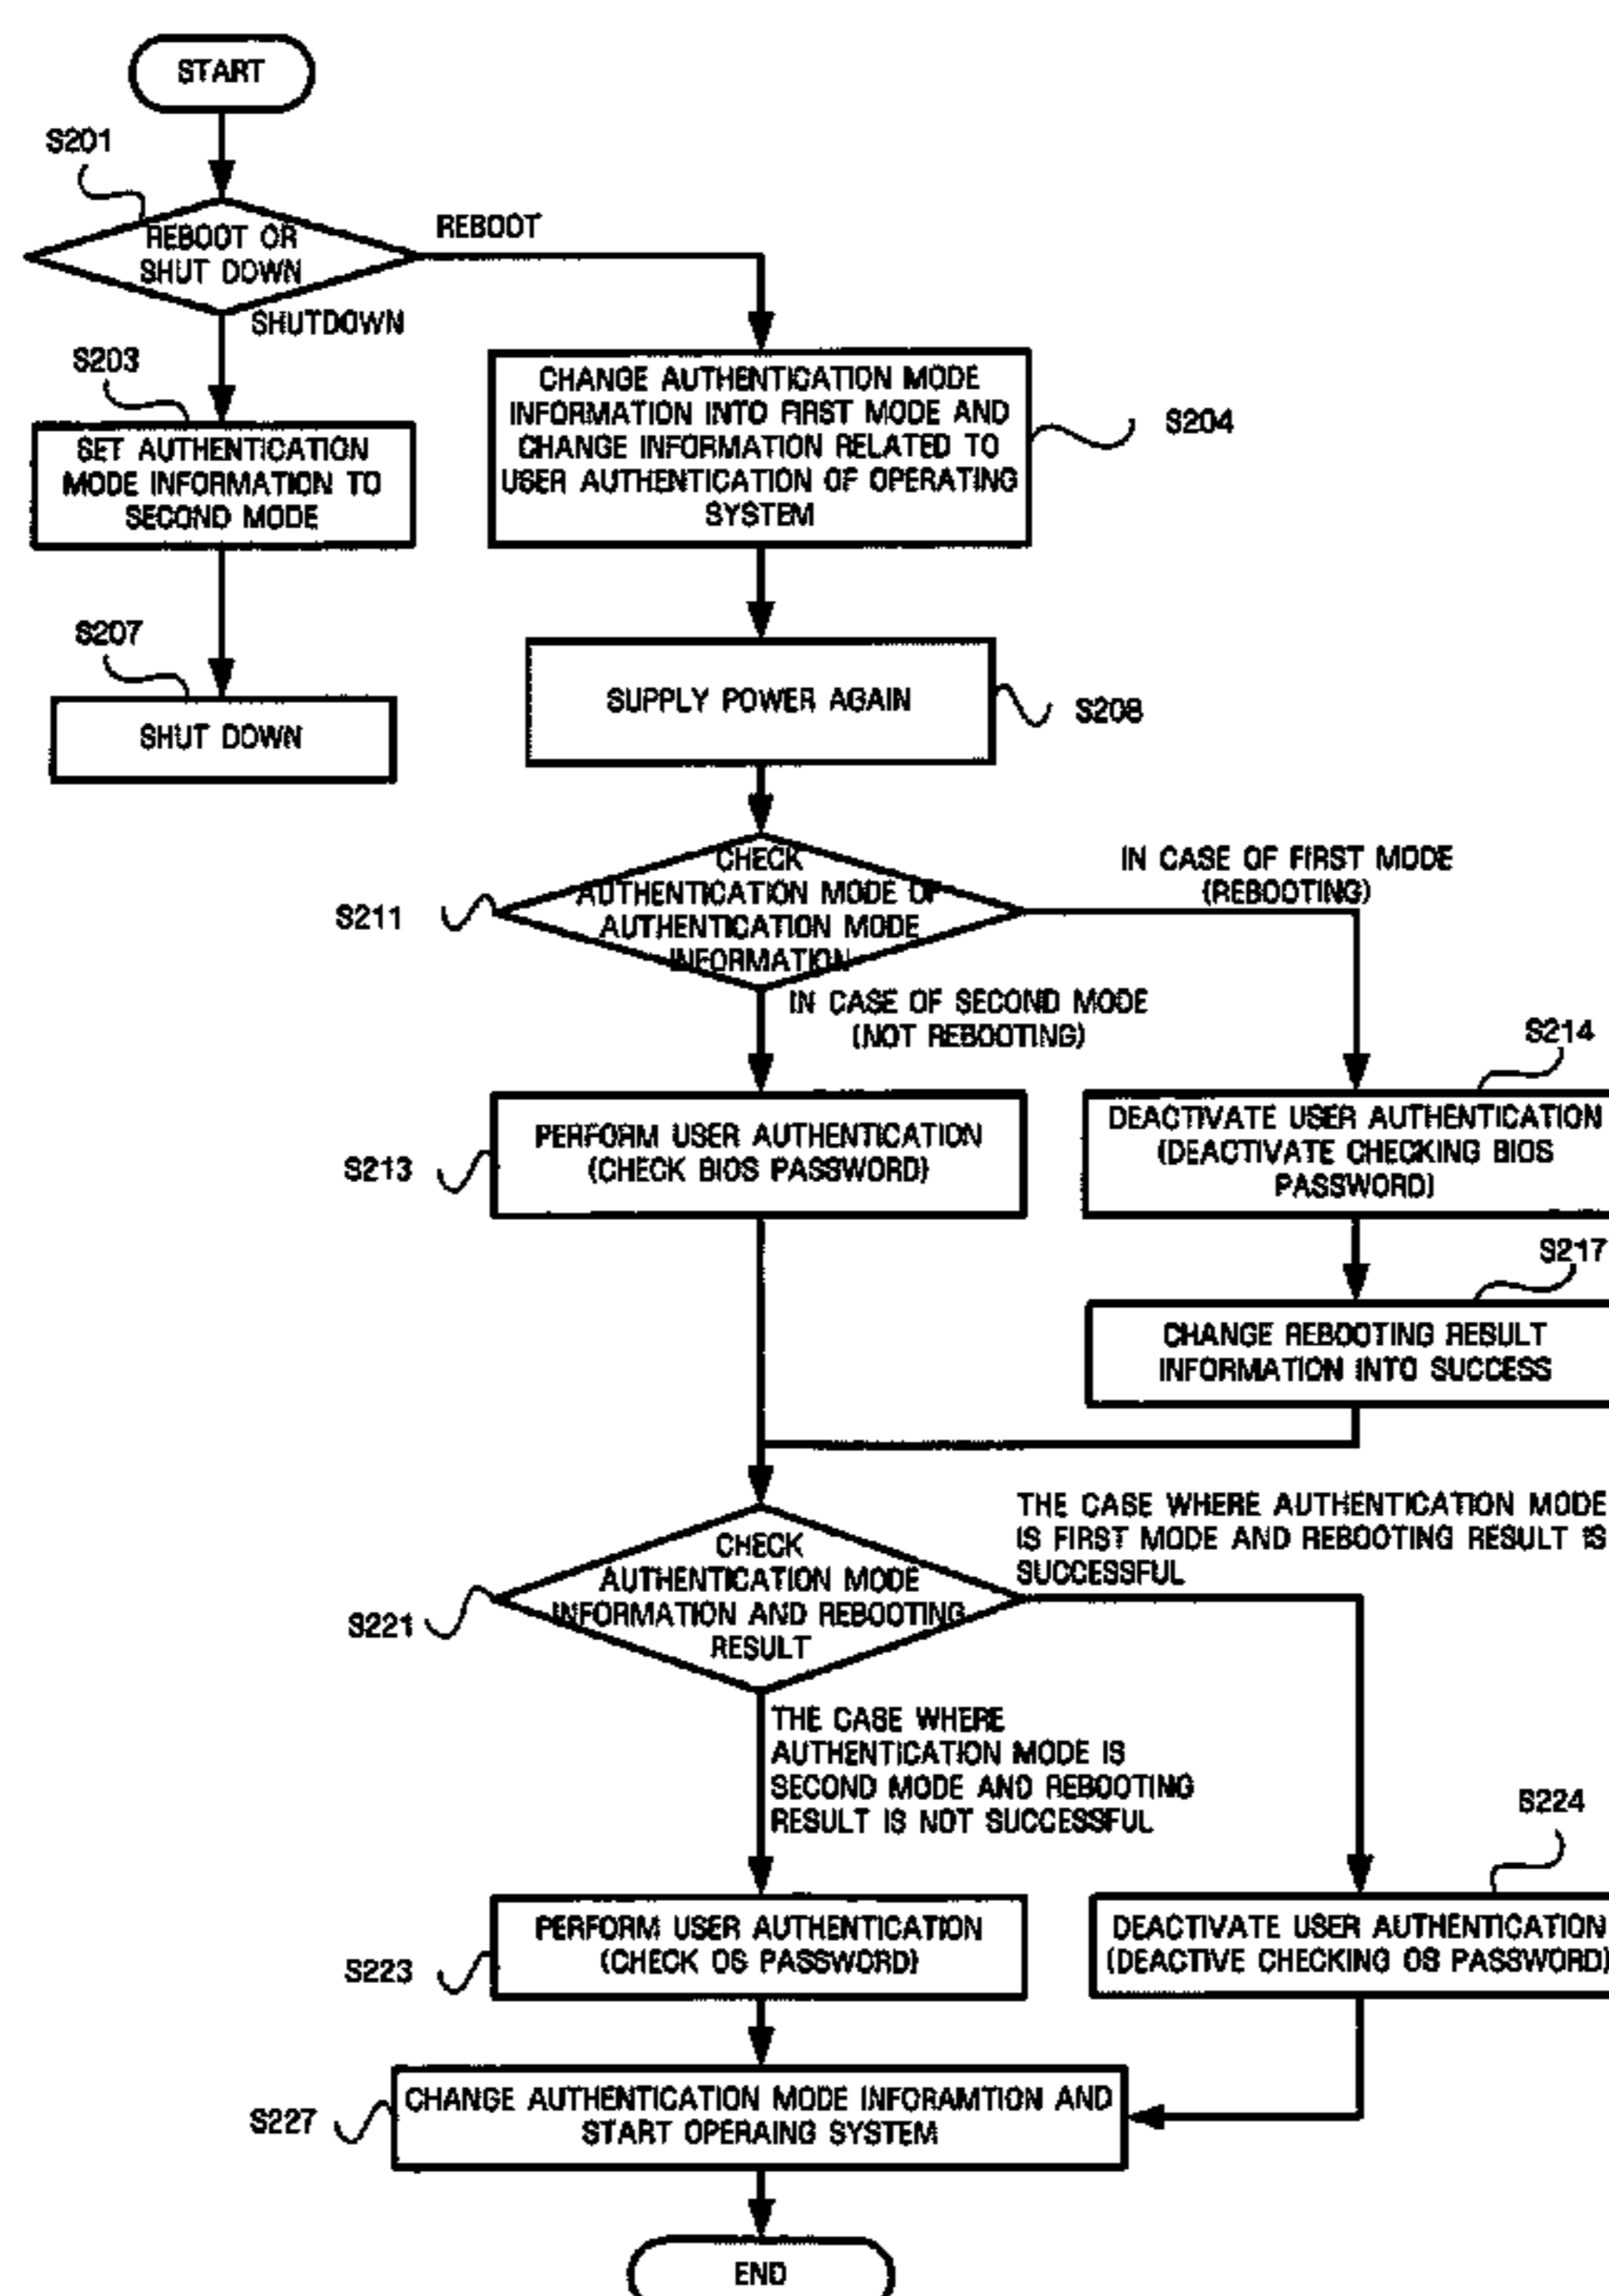 START
S201
REBOOT OR
SHUT DOWN
REBOOT
SHUTDOWN
S203
SET AUTHENTICATION
MODE INFORMATION TO
SECOND MODE
CHANGE AUTHENTICATION MODE
INFORMATION INTO FIRST MODE AND
CHANGE INFORMATION RELATED TO
USER AUTHENTICATION OF OPERATING
SYSTEM
S204
S207
SHUT DOWN
SUPPLY POWER AGAIN
S208
S211
CHECK
AUTHENTICATION MODE OF
AUTHENTICATION MODE
INFORMATION
IN CASE OF FIRST MODE
(REBOOTING)
IN CASE OF SECOND MODE
(NOT REBOOTING)
S214
S213
PERFORM USER AUTHENTICATION
(CHECK BIOS PASSWORD)
DEACTIVATE USER AUTHENTICATION
(DEACTIVATE CHECKING BIOS
PASSWORD)
S217
CHANGE REBOOTING RESULT
INFORMATION INTO SUCCESS
THE CASE WHERE AUTHENTICATION MODE
IS FIRST MODE AND REBOOTING RESULT IS
SUCCESSFUL
S221
CHECK
AUTHENTICATION MODE
INFORMATION AND REBOOTING
RESULT
THE CASE WHERE
AUTHENTICATION MODE IS
SECOND MODE AND REBOOTING
RESULT IS NOT SUCCESSFUL
S224
S223
PERFORM USER AUTHENTICATION
(CHECK OS PASSWORD)
DEACTIVATE USER AUTHENTICATION
(DEACTIVE CHECKING OS PASSWORD)
S227
CHANGE AUTHENTICATION MODE INFORAMTION AND
START OPERAING SYSTEM
END